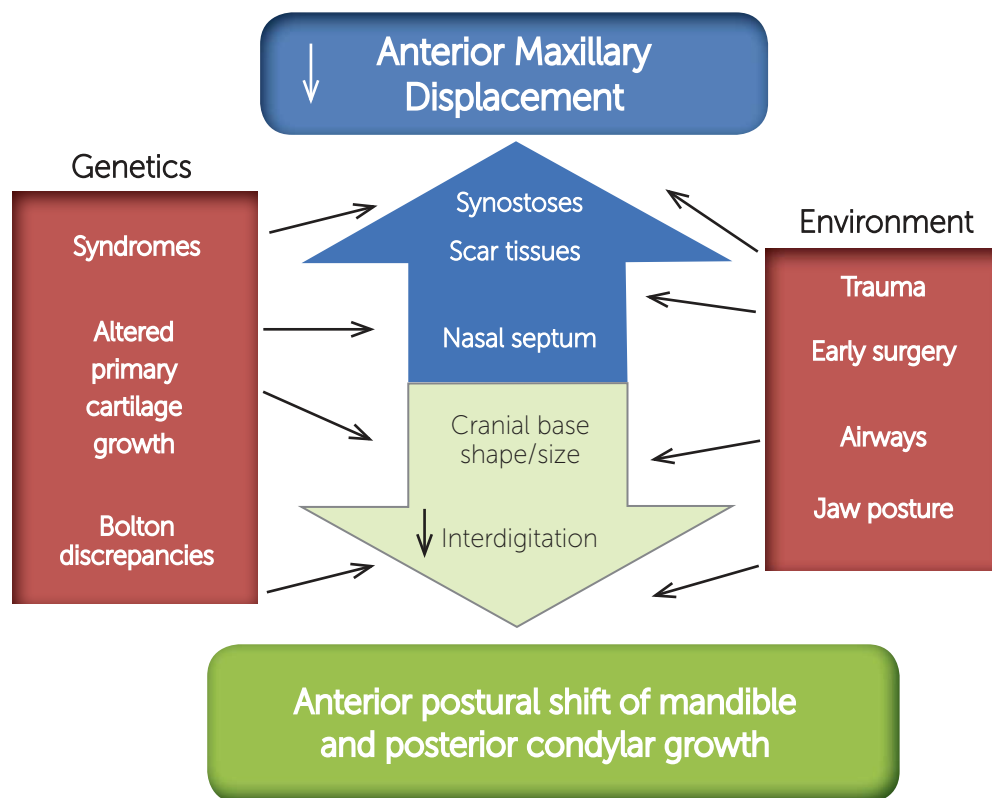 Anterior Maxillary
Displacement
Genetics
Syndromes
Altered
primary
cartilage
growth
Bolton
discrepancies
Synostoses
Scar tissues
Nasal septum
Cranial base
shape/size
Interdigitation
Environment
Trauma
Early surgery
Airways
Jaw posture
Anterior postural shift of mandible
and posterior condylar growth